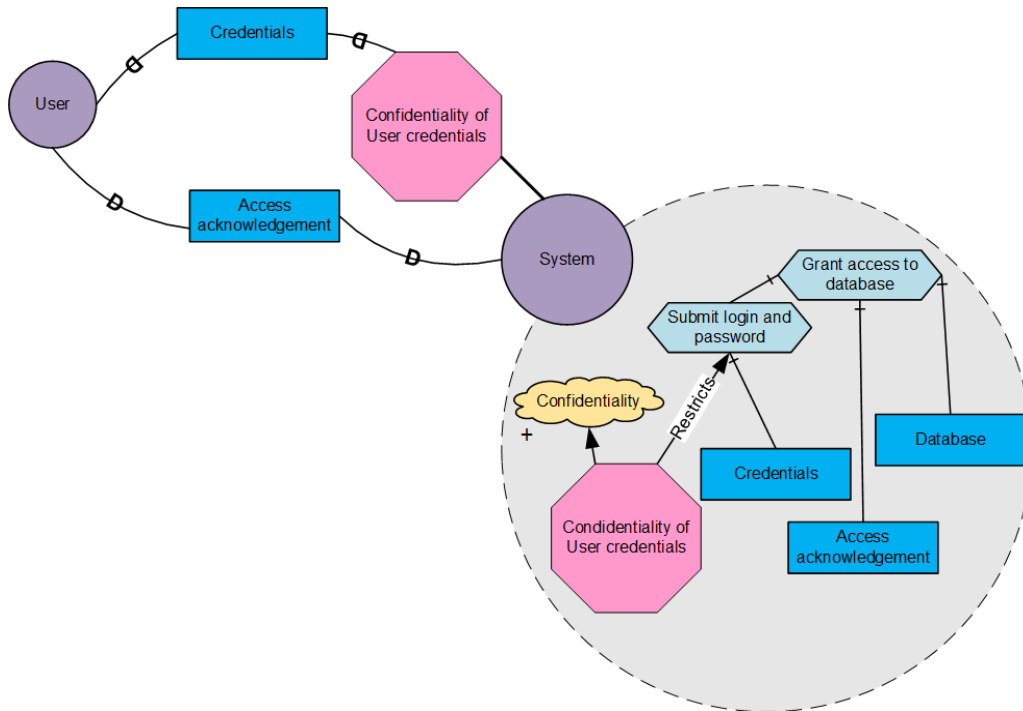 Credentials
D
D
User
Confidentiality of
User credentials
D
Access
acknowledgement
D
System
Grant access to
database
Submit login and
password
Restricts
Confidentiality
+
Database
Credentials
Condidentiality of
User credentials
Access
acknowledgement